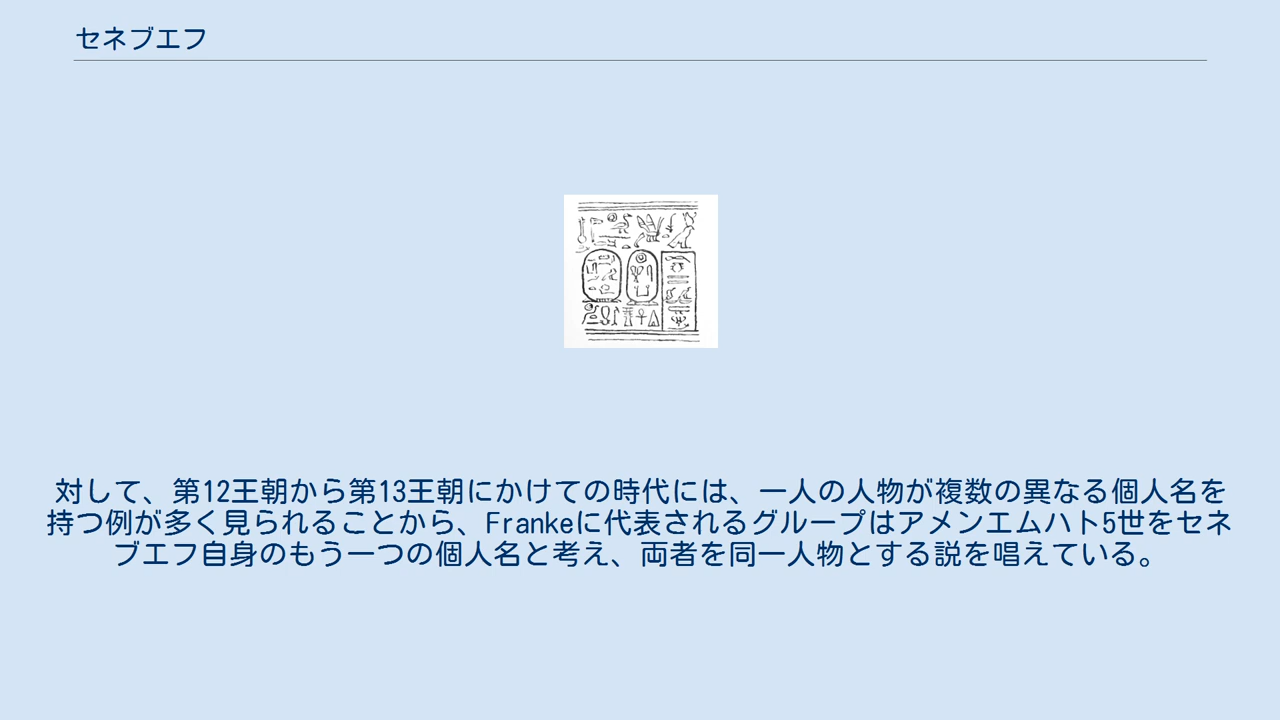 セネブエフ
対して、第12王朝から第13王朝にかけての時代には、一人の人物が複数の異なる個人名を
持つ例が多く見られることから、Frankeに代表されるグループはアメンエムハト5世をセネ
ブエフ自身のもう一つの個人名と考え、両者を同一人物とする説を唱えている。